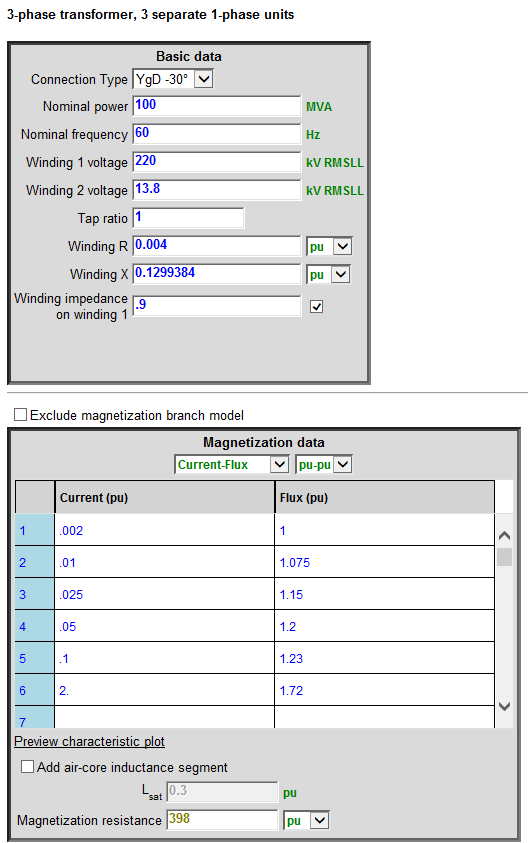 3-phase transformer, 3 separate 1-phase units
Basic data
Connection Type YgD -30°
Nominal power 100 MVA
Nominal frequency 60 Hz
Winding 1 voltage 220 kV RMSLL
Winding 2 voltage 13.8 kV RMSLL
Tap ratio 1
Winding R 0.004 pu
Winding X 0.1299384 pu
Winding impedance
on winding 1 .9
Exclude magnetization branch model
Magnetization data
Current-Flux pu-pu
Current (pu) Flux (pu)
1 .002 1
2 .01 1.075
3 .025 1.15
4 .05 1.2
5 .1 1.23
6 2. 1.72
7
Preview characteristic plot
Add air-core inductance segment
Lsat 0.3 pu
Magnetization resistance 398 pu